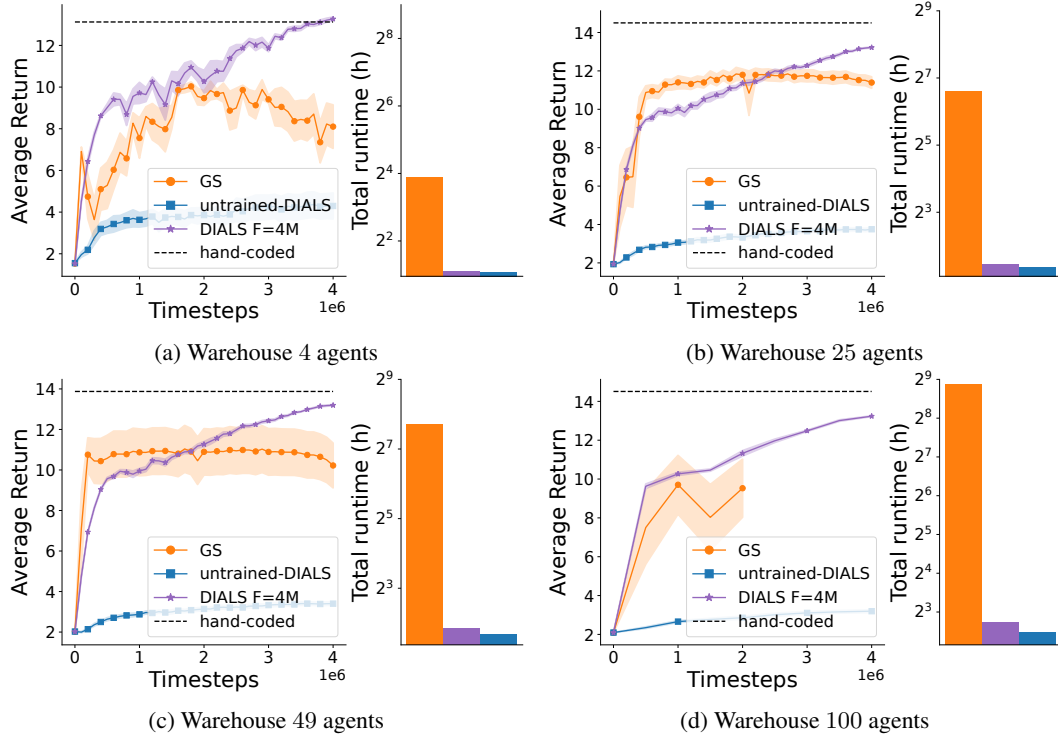 14
12
10
8
6
4
2
Average Return
GS
untrained-DIALS
DIALS F=4M
hand-coded
0 1 2 3 4
1e6
Timesteps
Total runtime (h)
2^8
2^6
2^4
2^2
(a) Warehouse 4 agents
12
10
8
6
4
2
Average Return
GS
untrained-DIALS
DIALS F=4M
hand-coded
0 1 2 3 4
1e6
Timesteps
Total runtime (h)
2^9
2^7
2^5
2^3
(b) Warehouse 25 agents
14
12
10
8
6
4
2
Average Return
GS
untrained-DIALS
DIALS F=4M
hand-coded
0 1 2 3 4
1e6
Timesteps
Total runtime (h)
2^9
2^7
2^5
2^3
(c) Warehouse 49 agents
14
12
10
8
6
4
2
Average Return
GS
untrained-DIALS
DIALS F=4M
hand-coded
0 1 2 3 4
1e6
Timesteps
Total runtime (h)
2^9
2^8
2^7
2^6
2^5
2^4
2^3
(d) Warehouse 100 agents